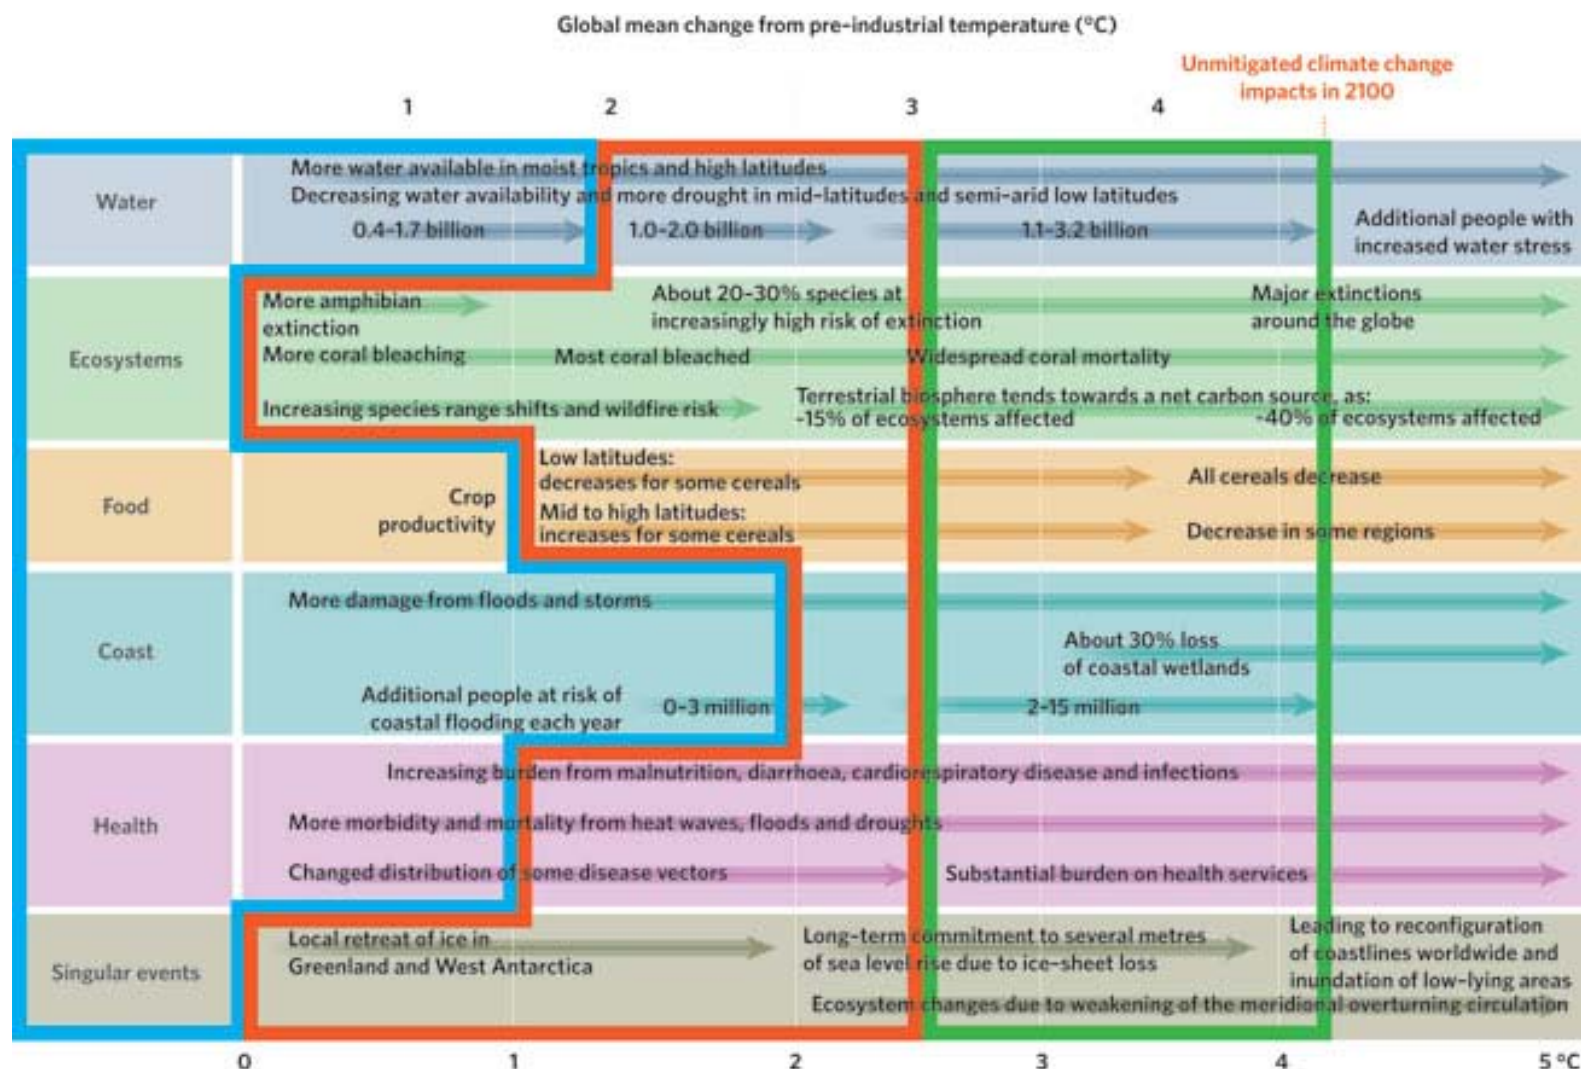 Global mean change from pre-industrial temperature (°C)
Unmitigated climate change
impacts in 2100
1 2 3 4
Water
More water available in moist tropics and high latitudes
Decreasing water availability and more drought in mid-latitudes and semi-arid low latitudes
0.4–1.7 billion 1.0–2.0 billion 1.1–3.2 billion
Additional people with
increased water stress
Ecosystems
More amphibian
extinction
About 20–30% species at
increasingly high risk of extinction
Major extinctions
around the globe
More coral bleaching Most coral bleached Widespread coral mortality
Increasing species range shifts and wildfire risk
Terrestrial biosphere tends towards a net carbon source, as:
~15% of ecosystems affected ~40% of ecosystems affected
Food
Crop
productivity
Low latitudes:
decreases for some cereals
All cereals decrease
Mid to high latitudes:
increases for some cereals
Decrease in some regions
Coast
More damage from floods and storms
About 30% loss
of coastal wetlands
Additional people at risk of
coastal flooding each year
0–3 million 2–15 million
Health
Increasing burden from malnutrition, diarrhoea, cardiorespiratory disease and infections
More morbidity and mortality from heat waves, floods and droughts
Changed distribution of some disease vectors Substantial burden on health services
Singular events
Local retreat of ice in
Greenland and West Antarctica
Long-term commitment to several metres
of sea level rise due to ice-sheet loss
Leading to reconfiguration
of coastlines worldwide and
inundation of low-lying areas
Ecosystem changes due to weakening of the meridional overturning circulation
0 1 2 3 4 5 °C